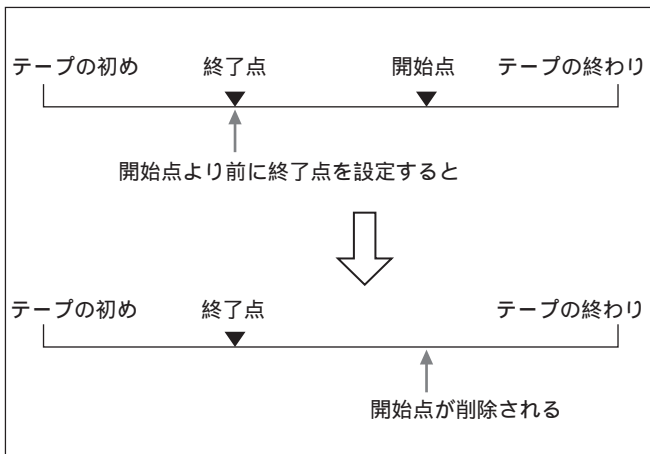 テープの初め 終了点 開始点 テープの終わり
開始点より前に終了点を設定すると
テープの初め 終了点 テープの終わり
開始点が削除される